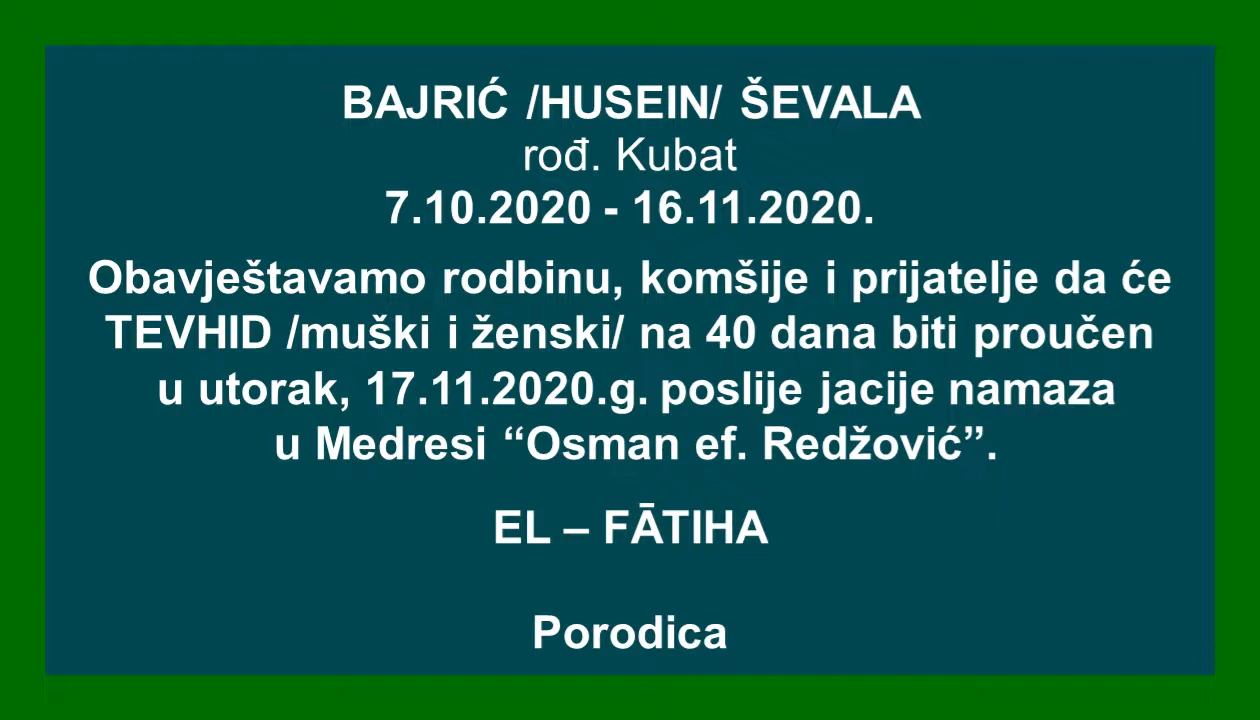 BAJRIĆ /HUSEIN/ ŠEVALA
rođ. Kubat
7.10.2020 - 16.11.2020.
Obavještavamo rodbinu, komšije i prijatelje da će
TEVHID /muški i ženski/ na 40 dana biti proučen
u utorak, 17.11.2020.g. poslije jacije namaza
u Medresi “Osman ef. Redžović”.
EL – FĀTIHA
Porodica